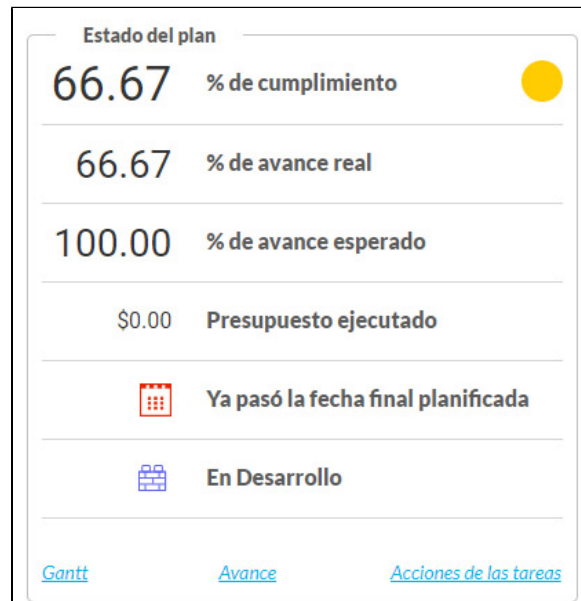 Estado del plan
66.67 % de cumplimiento
66.67 % de avance real
100.00 % de avance esperado
$0.00 Presupuesto ejecutado
Ya pasó la fecha final planificada
En Desarrollo
Gantt Avance Acciones de las tareas